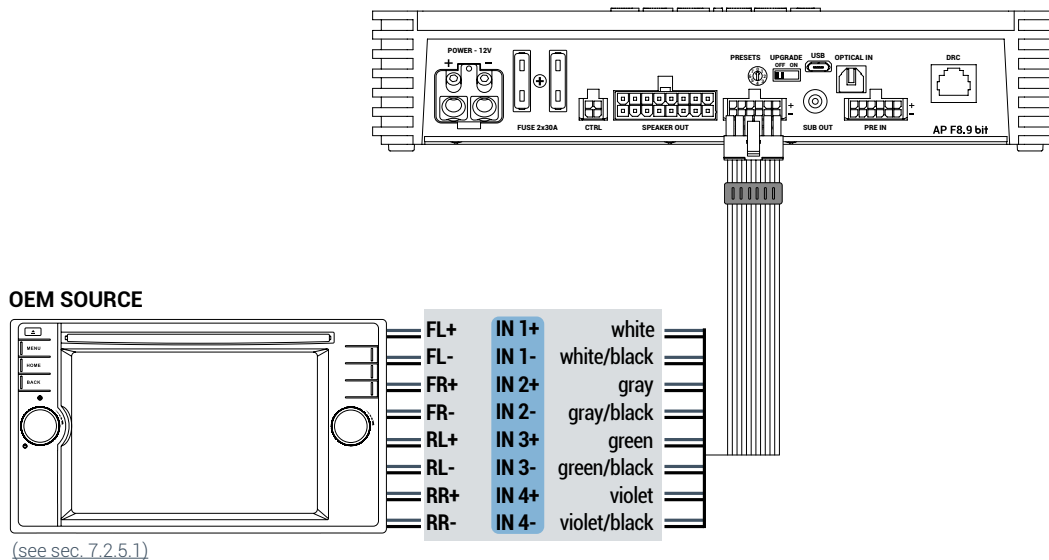 POWER - 12V
+ -
FUSE 2x30A
CTRL
SPEAKER OUT
PRESETS
UPGRADE
OFF ON
USB
OPTICAL IN
DRC
+
-
SUB OUT
PRE IN
+
-
AP F8.9 bit
OEM SOURCE
MENU
HOME
BACK
FL+ IN 1+ white
FL- IN 1- white/black
FR+ IN 2+ gray
FR- IN 2- gray/black
RL+ IN 3+ green
RL- IN 3- green/black
RR+ IN 4+ violet
RR- IN 4- violet/black
(see sec. 7.2.5.1)